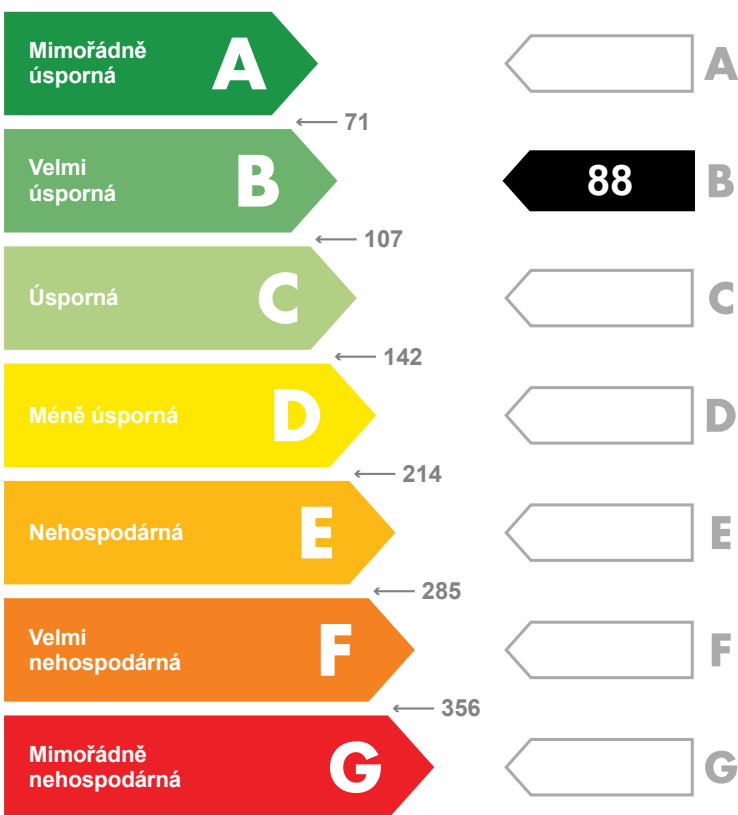 Mimořádně
úsporná
A
A
← 71
Velmi
úsporná
B
88
B
← 107
Úsporná
C
C
← 142
Méně úsporná
D
D
← 214
Nehospodárná
E
E
← 285
Velmi
nehospodárná
F
F
← 356
Mimořádně
nehospodárná
G
G